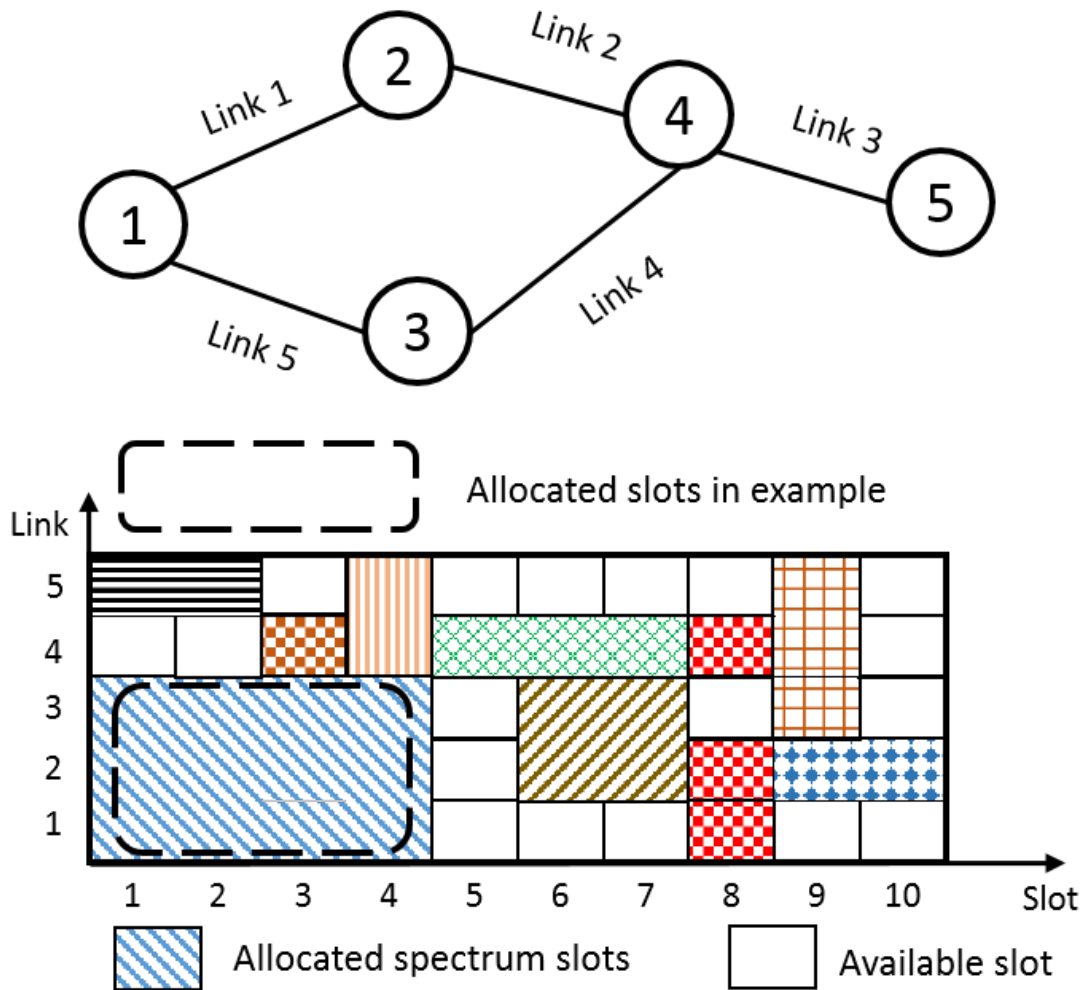 Link 2
2
Link 1
4
Link 3
1
5
Link 4
3
Link 5
Allocated slots in example
Link
5
4
3
2
1
1 2 3 4 5 6 7 8 9 10 Slot
Allocated spectrum slots
Available slot